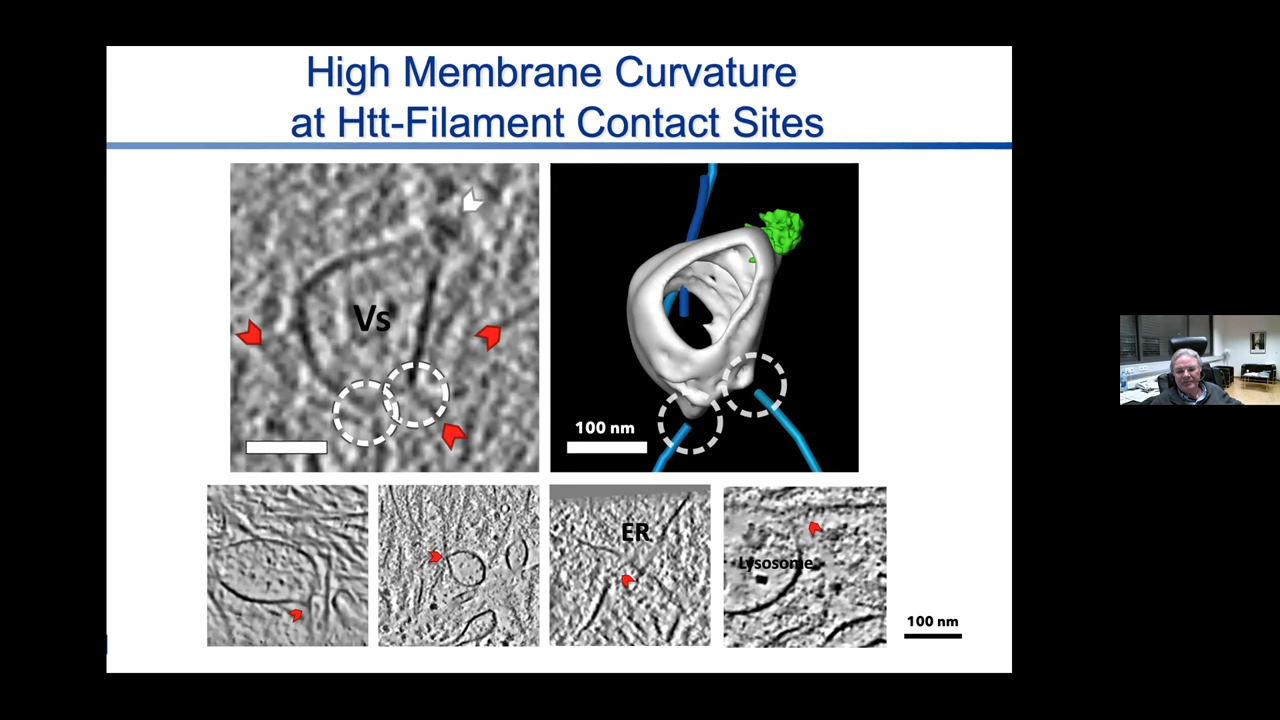 High Membrane Curvature
at Htt-Filament Contact Sites
Vs
100 nm
ER
Lysosome
100 nm